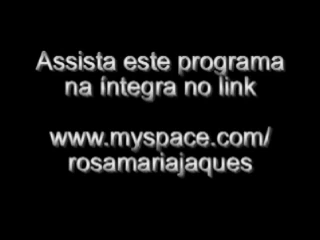 Assista este programa
na íntegra no link
www.myspace.com/
rosamariajaques